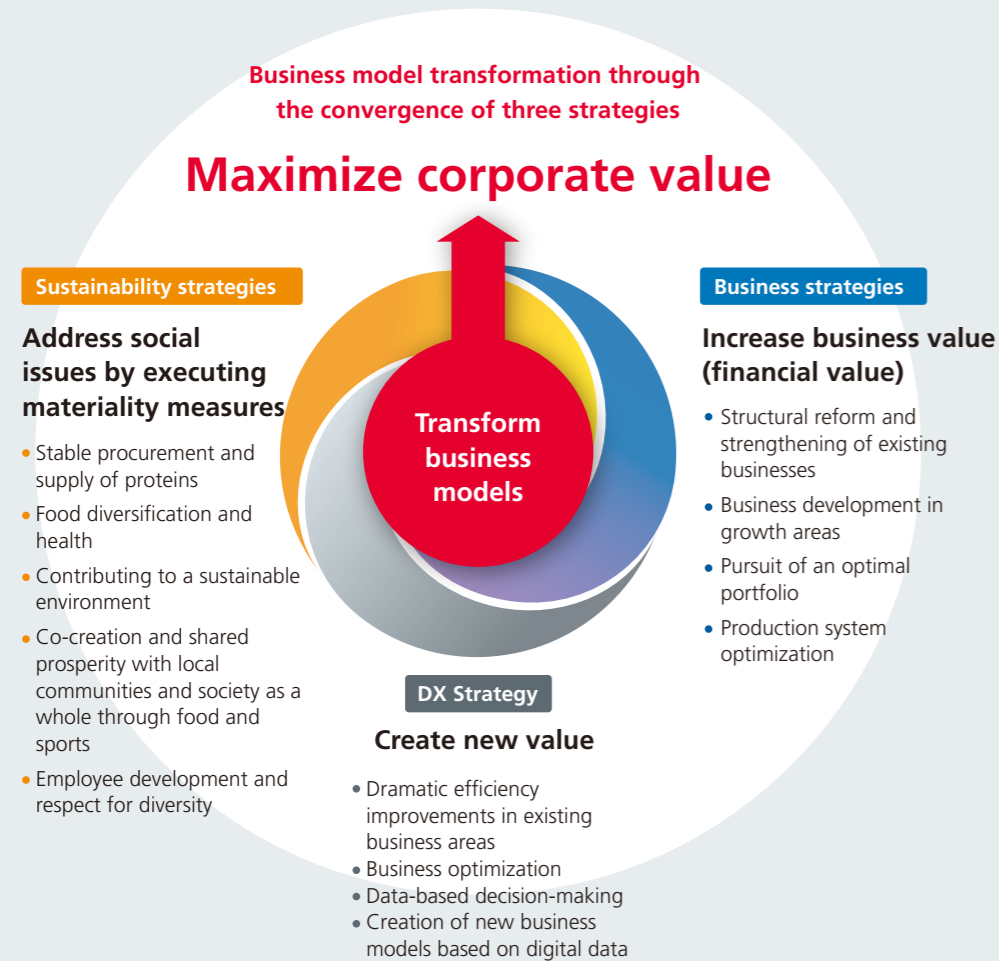 Business model transformation through
the convergence of three strategies
Maximize corporate value
Sustainability strategies
Address social
issues by executing
materiality measures
• Stable procurement and
supply of proteins
• Food diversification and
health
• Contributing to a sustainable
environment
• Co-creation and shared
prosperity with local
communities and society as a
whole through food and
sports
• Employee development and
respect for diversity
Transform
business
models
Business strategies
Increase business value
(financial value)
• Structural reform and
strengthening of existing
businesses
• Business development in
growth areas
• Pursuit of an optimal
portfolio
• Production system
optimization
DX Strategy
Create new value
• Dramatic efficiency
improvements in existing
business areas
• Business optimization
• Data-based decision-making
• Creation of new business
models based on digital data